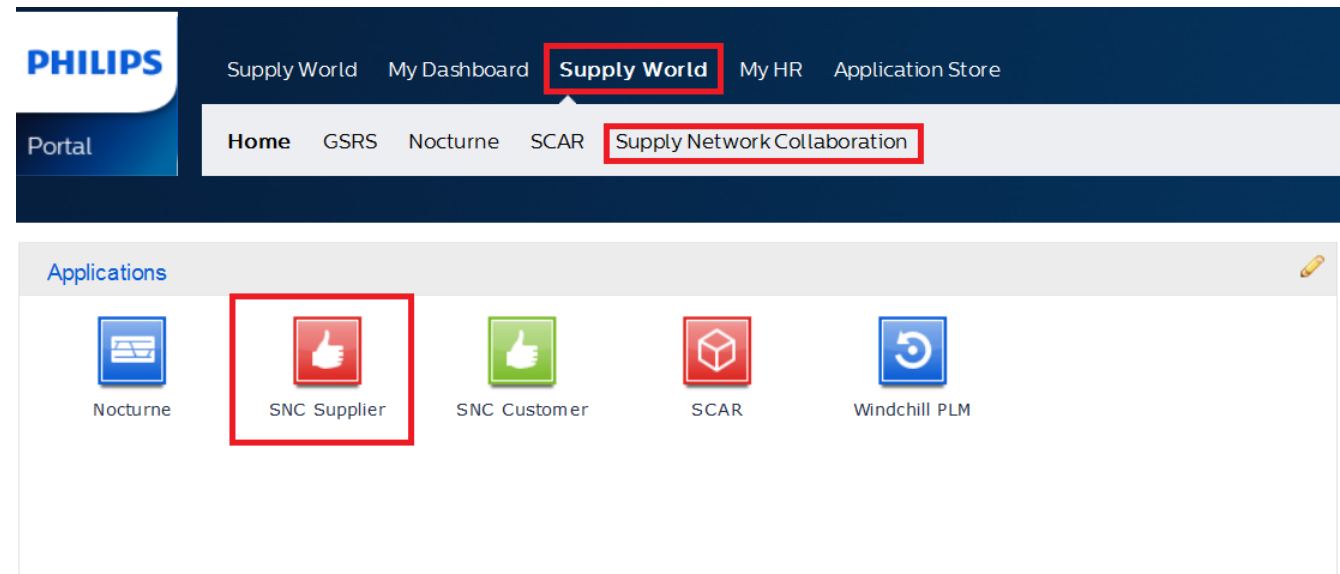 PHILIPS
Supply World My Dashboard Supply World My HR Application Store
Portal
Home GSRS Nocturne SCAR Supply Network Collaboration
Applications
Nocturne SNC Supplier SNC Customer SCAR Windchill PLM